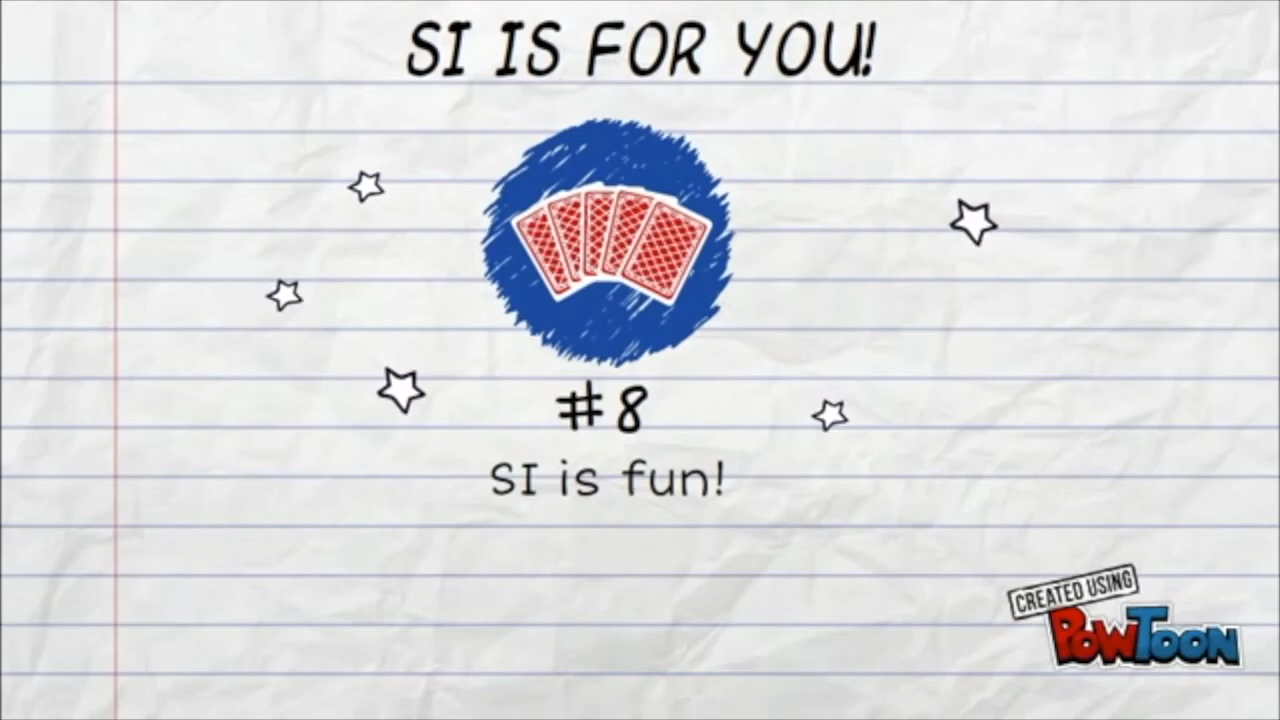 SI IS FOR YOU!
#8
SI is fun!
CREATED USING
POWTOON